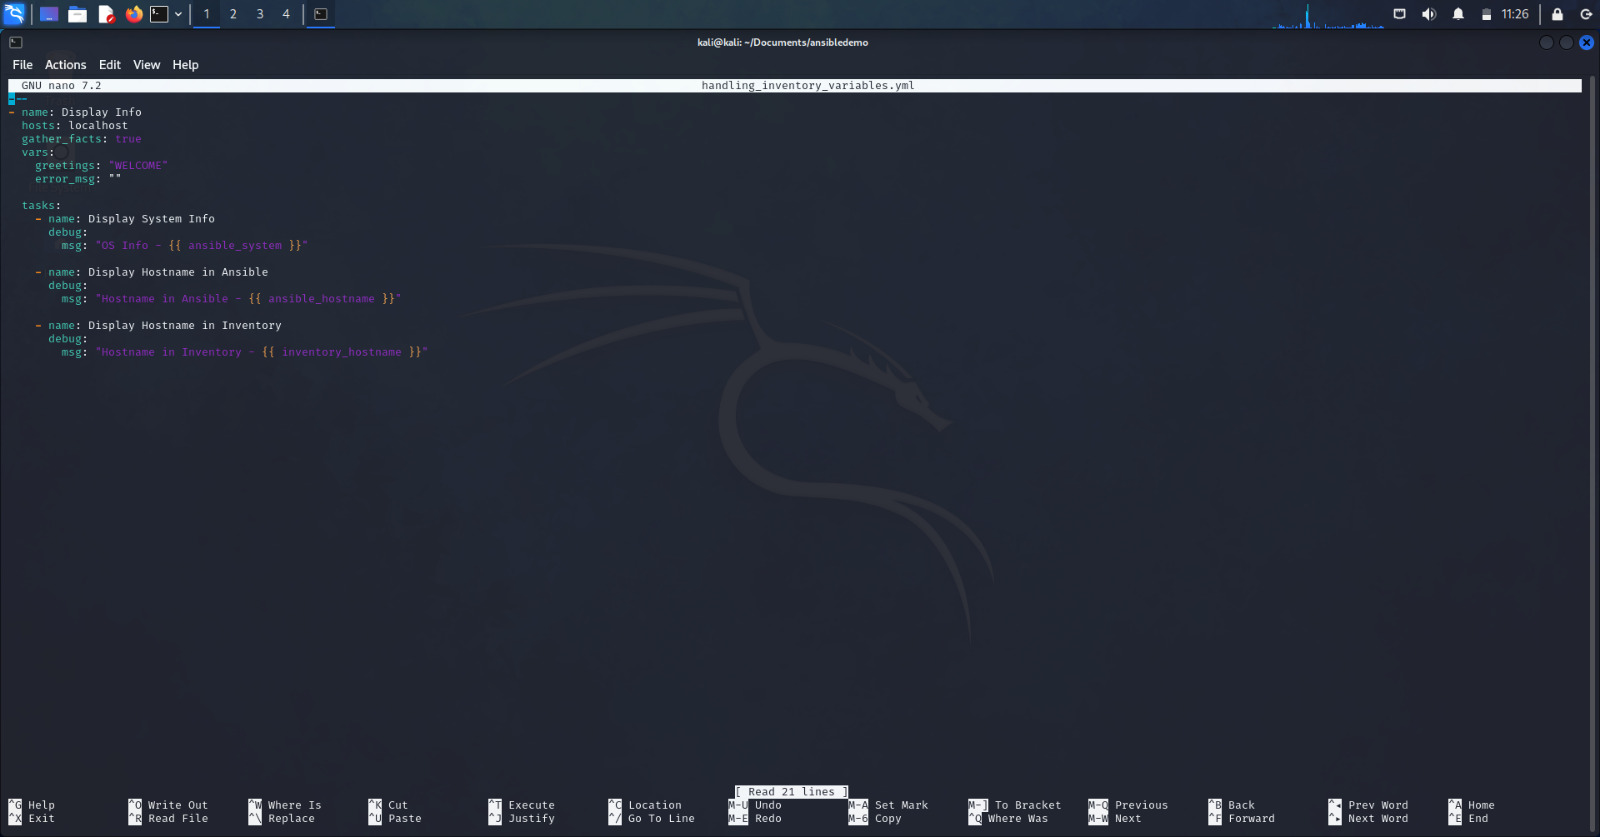 1 2 3 4 11:26
kali@kali: ~/Documents/ansibledemo
File Actions Edit View Help
GNU nano 7.2 handling_inventory_variables.yml
---
- name: Display Info
hosts: localhost
gather_facts: true
vars:
greetings: "WELCOME"
error_msg: ""
tasks:
- name: Display System Info
debug:
msg: "OS Info - {{ ansible_system }}"
- name: Display Hostname in Ansible
debug:
msg: "Hostname in Ansible - {{ ansible_hostname }}"
- name: Display Hostname in Inventory
debug:
msg: "Hostname in Inventory - {{ inventory_hostname }}"
[ Read 21 lines ]
^G Help ^O Write Out ^W Where Is ^K Cut ^T Execute ^C Location M-U Undo M-A Set Mark M-] To Bracket M-Q Previous ^B Back ^◂ Prev Word ^A Home
^X Exit ^R Read File ^\ Replace ^U Paste ^J Justify ^/ Go To Line M-E Redo M-6 Copy ^Q Where Was M-W Next ^F Forward ^▸ Next Word ^E End